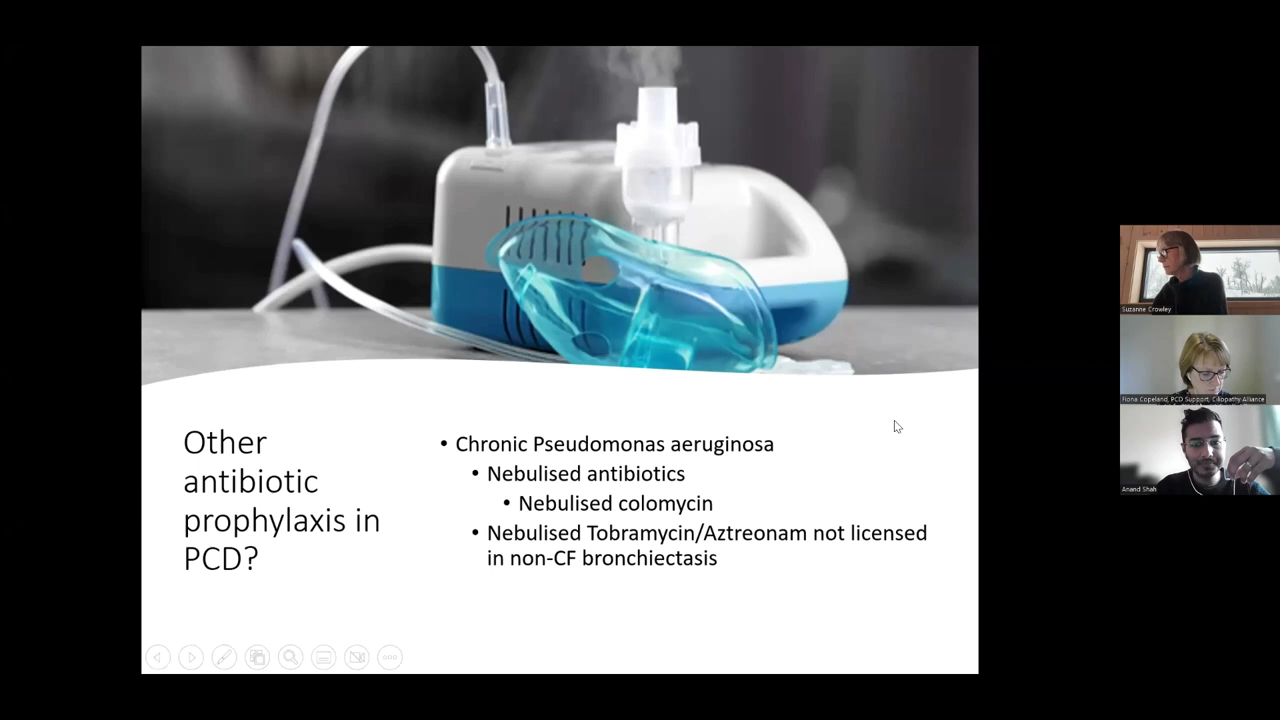 Other
antibiotic
prophylaxis in
PCD?
• Chronic Pseudomonas aeruginosa
• Nebulised antibiotics
• Nebulised colomycin
• Nebulised Tobramycin/Aztreonam not licensed
in non-CF bronchiectasis
Suzanne Crowley
Fiona Copeland, PCD Support, Ciliopathy Alliance
Anand Shah